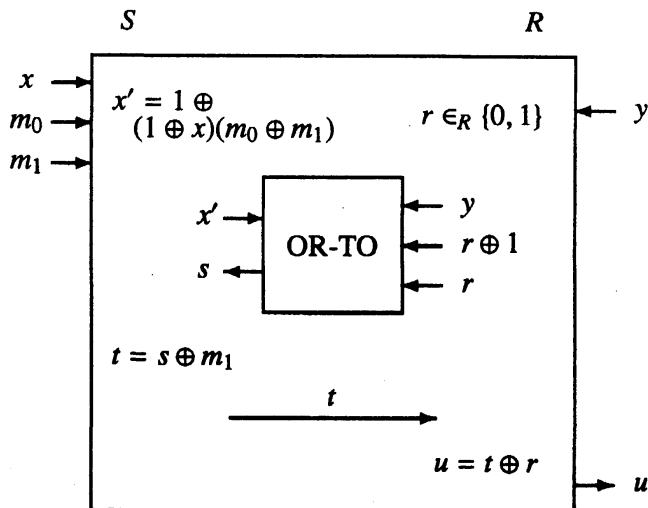 S R
x
x′ = 1 ⊕
m₀
(1 ⊕ x)(m₀ ⊕ m₁)
r ∈_R {0, 1}
y
m₁
x′
y
OR-TO
r ⊕ 1
s
r
t = s ⊕ m₁
t
u = t ⊕ r
u